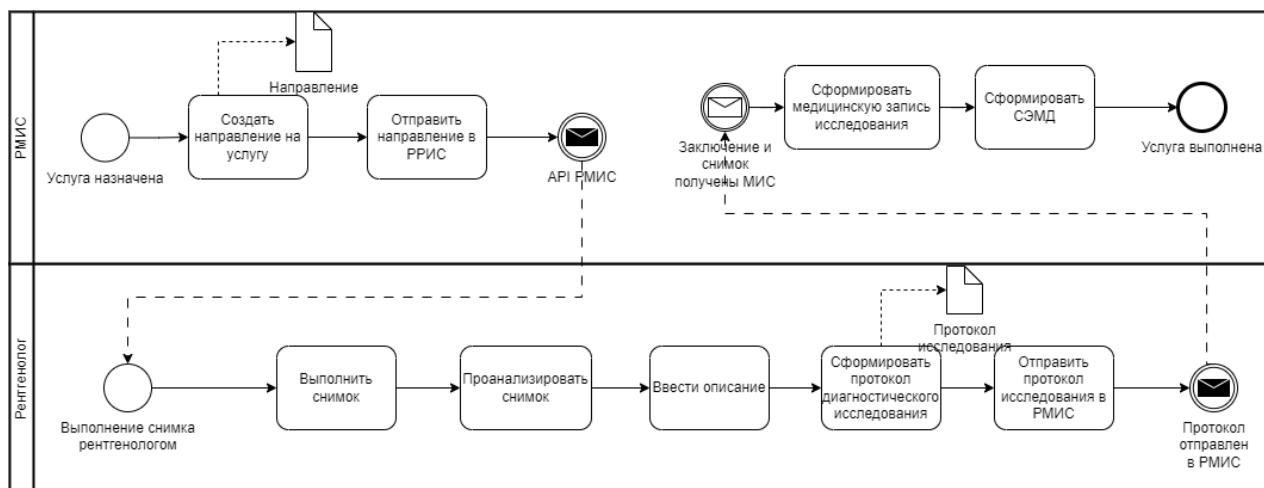 РМИС
Направление
Создать
направление на
услугу
Отправить
направление в
РРИС
Услуга назначена
API РМИС
Заключение и
снимок
получены МИС
Сформировать
медицинскую запись
исследования
Сформировать
СЭМД
Услуга выполнена
Рентгенолог
Выполнение снимка
рентгенологом
Выполнить
снимок
Проанализировать
снимок
Ввести описание
Протокол
исследования
Сформировать
протокол
диагностического
исследования
Отправить
протокол
исследования в
РМИС
Протокол
отправлен
в РМИС